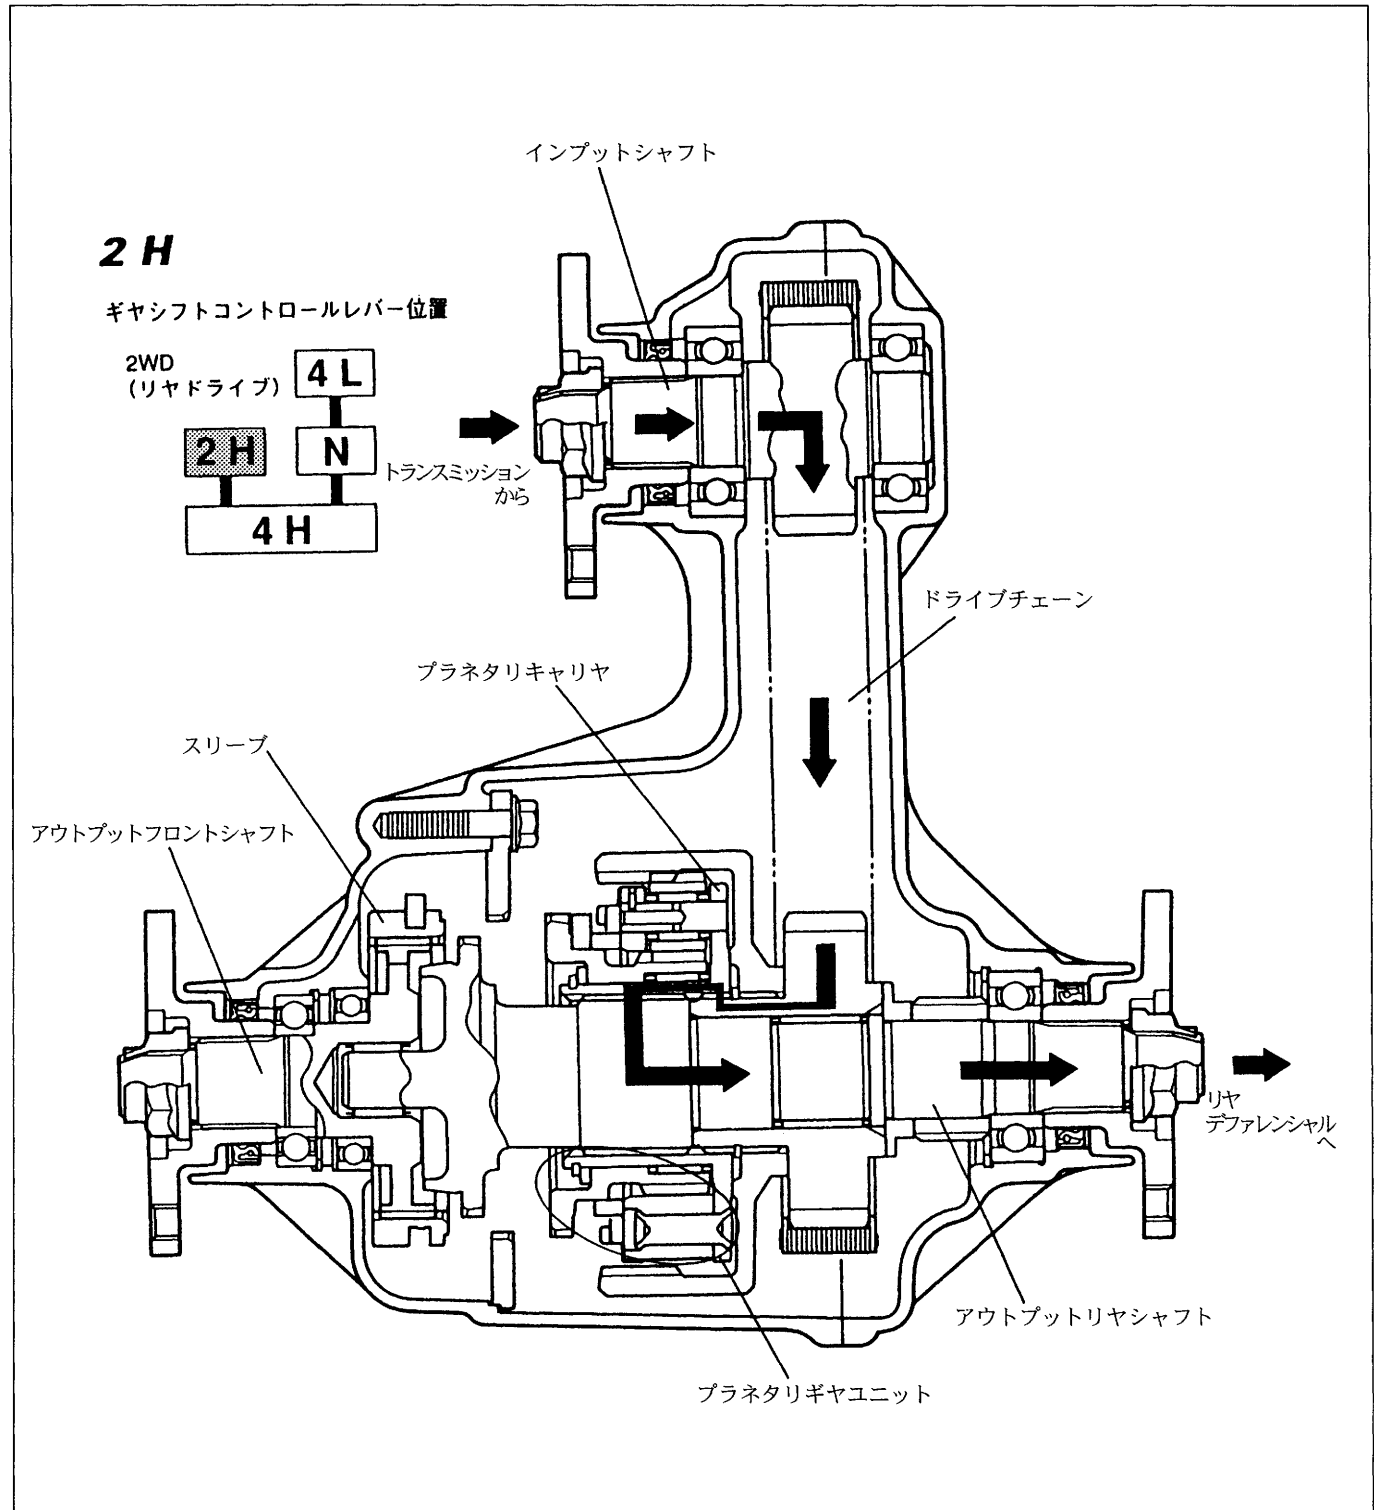 インプットシャフト
2 H
ギヤシフトコントロールレバー位置
2WD
(リヤドライブ)
4 L
2 H
N
4 H
トランスミッション
から
ドライブチェーン
プラネタリキャリヤ
スリーブ
アウトプットフロントシャフト
リヤ
デファレンシャル
へ
アウトプットリヤシャフト
プラネタリギヤユニット